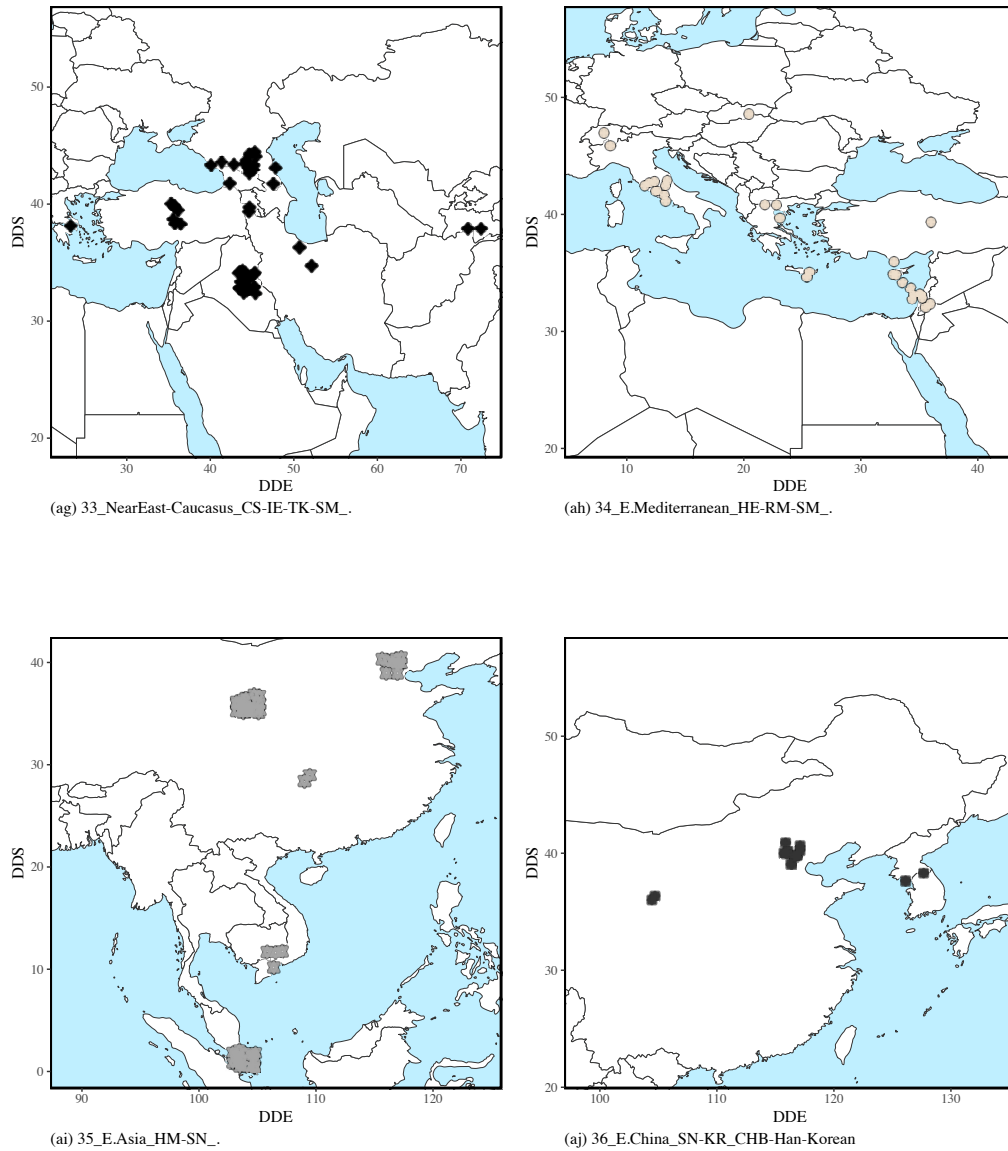 50
40
30
20
DDS
30
40
50
60
70
DDE
(ag) 33_NearEast-Caucasus_CS-IE-TK-SM_.
50
40
30
20
DDS
10
20
30
40
DDE
(ah) 34_E.Mediterranean_HE-RM-SM_.
40
30
20
10
0
DDS
90
100
110
120
DDE
(ai) 35_E.Asia_HM-SN_.
50
40
30
20
DDS
100
110
120
130
DDE
(aj) 36_E.China_SN-KR_CHB-Han-Korean